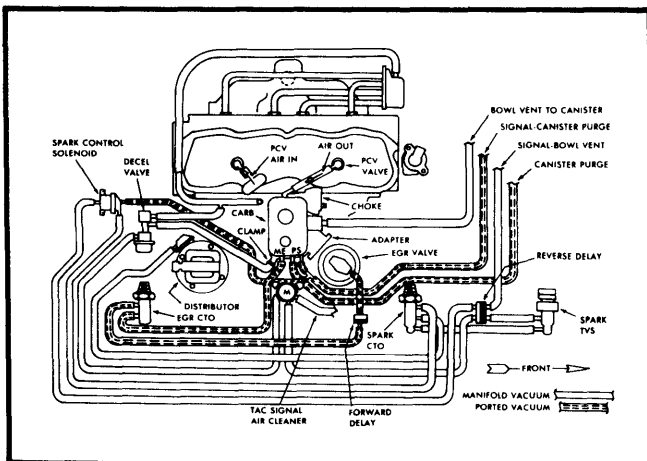 BOWL VENT TO CANISTER
SIGNAL-CANISTER PURGE
SIGNAL-BOWL VENT
CANISTER PURGE
SPARK CONTROL
SOLENOID
DECEL
VALVE
PCV
AIR IN
AIR OUT
PCV
VALVE
CARB
CHOKE
CLAMP
ADAPTER
ME PS
EGR VALVE
REVERSE DELAY
M
DISTRIBUTOR
EGR CTO
SPARK
CTO
SPARK
TVS
FRONT
TAC SIGNAL
AIR CLEANER
FORWARD
DELAY
MANIFOLD VACUUM
PORTED VACUUM